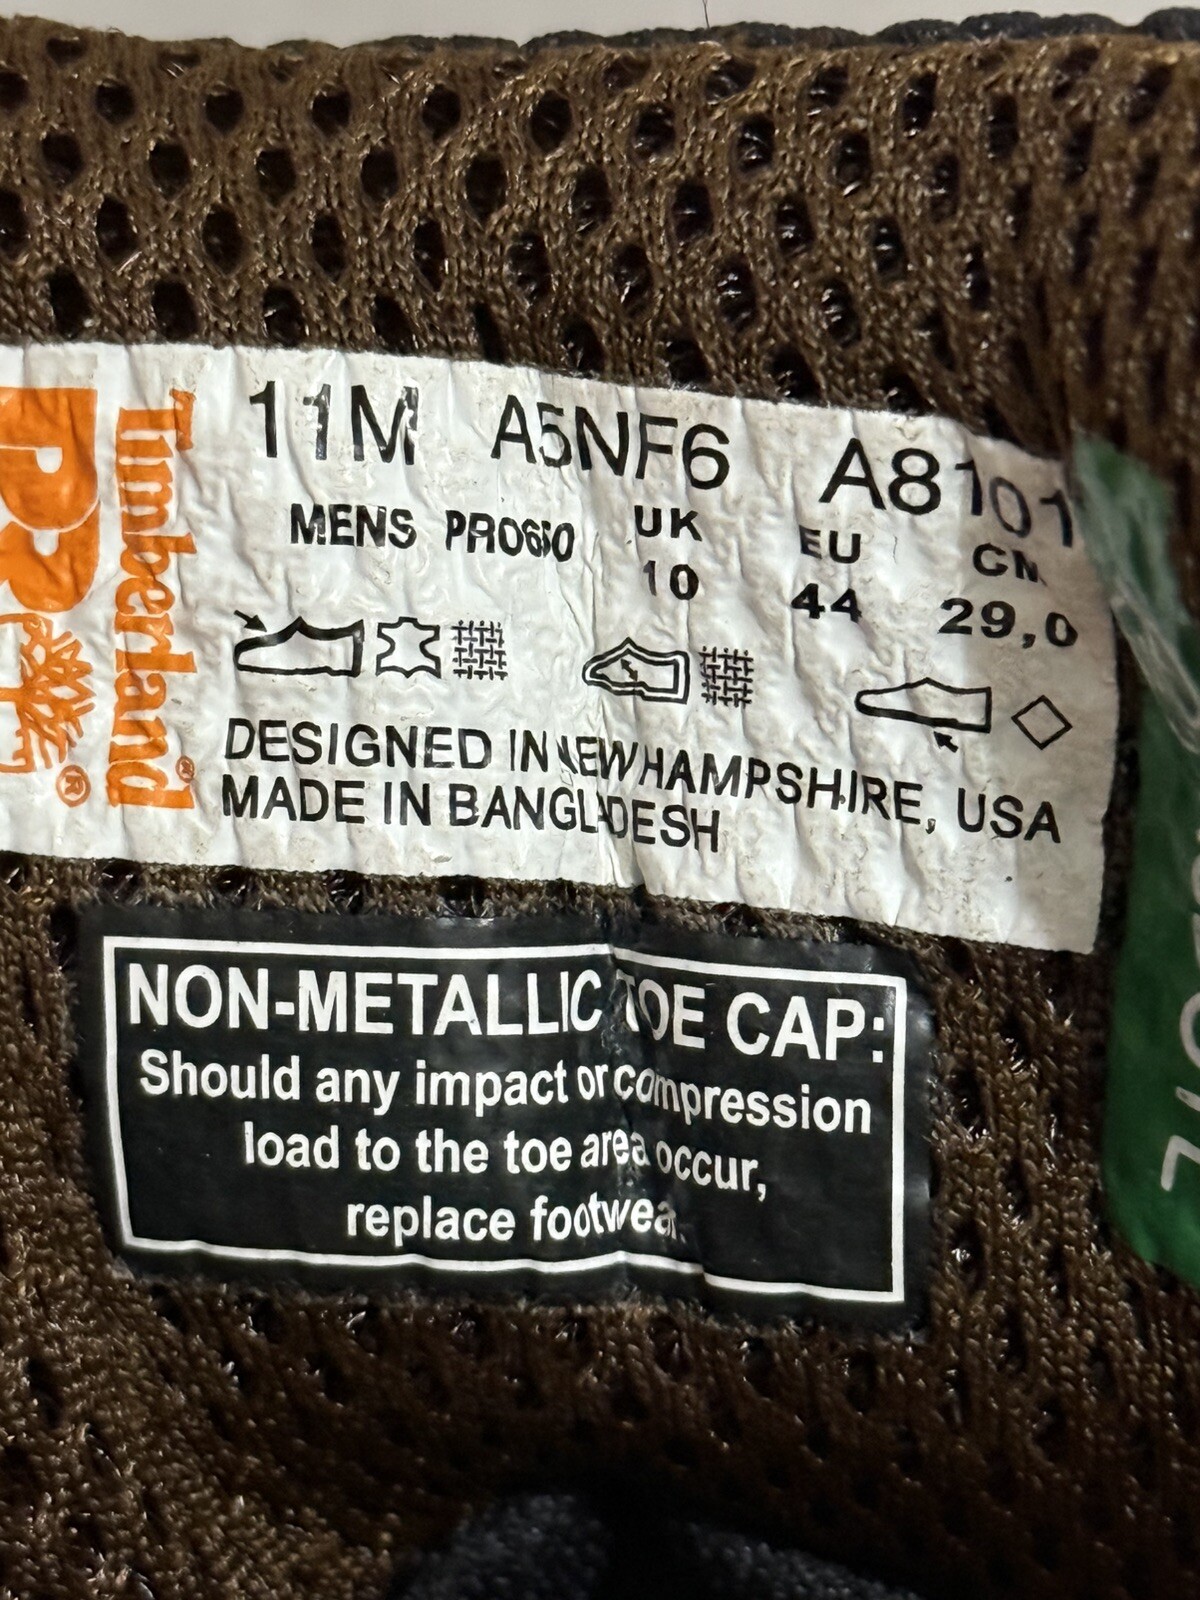 PRO
Timberland®
11M A5NF6 A8101
MENS PRO650 UK EU CM
10 44 29,0
DESIGNED IN NEW HAMPSHIRE, USA
MADE IN BANGLADESH
NON-METALLIC TOE CAP:
Should any impact or compression
load to the toe area occur,
replace footwear.